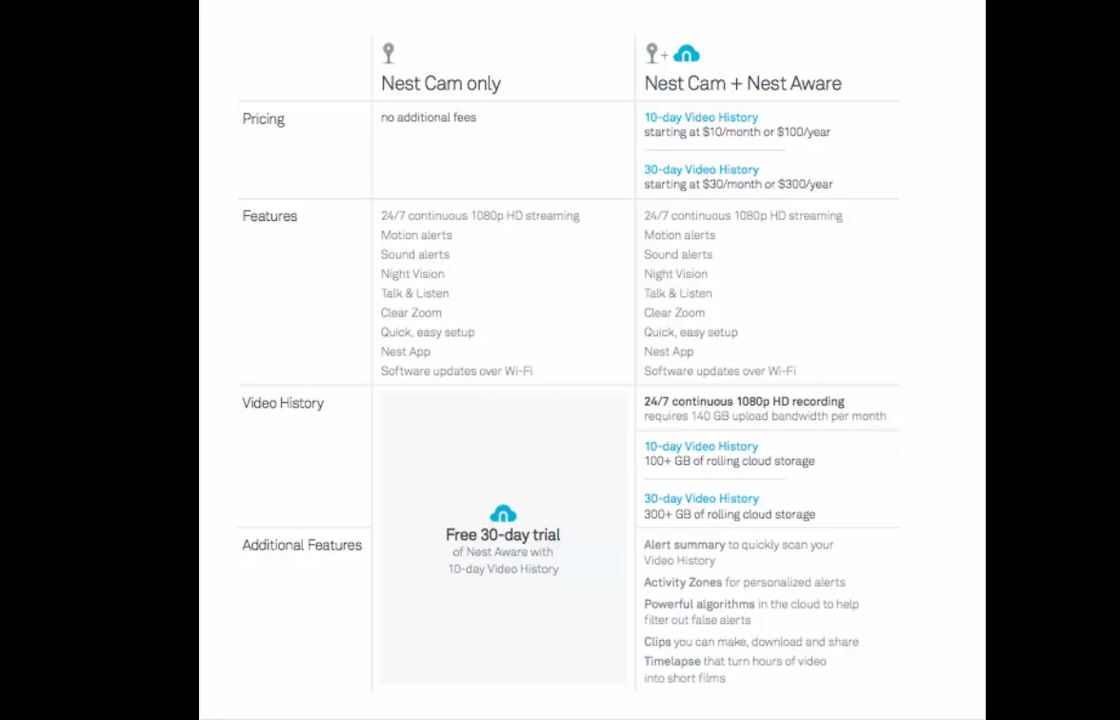 Nest Cam only
+
Nest Cam + Nest Aware
Pricing
no additional fees
10-day Video History
starting at $10/month or $100/year
30-day Video History
starting at $30/month or $300/year
Features
24/7 continuous 1080p HD streaming
Motion alerts
Sound alerts
Night Vision
Talk & Listen
Clear Zoom
Quick, easy setup
Nest App
Software updates over Wi-Fi
24/7 continuous 1080p HD streaming
Motion alerts
Sound alerts
Night Vision
Talk & Listen
Clear Zoom
Quick, easy setup
Nest App
Software updates over Wi-Fi
Video History
Free 30-day trial
of Nest Aware with
10-day Video History
24/7 continuous 1080p HD recording
requires 140 GB upload bandwidth per month
10-day Video History
100+ GB of rolling cloud storage
30-day Video History
300+ GB of rolling cloud storage
Additional Features
Alert summary to quickly scan your
Video History
Activity Zones for personalized alerts
Powerful algorithms in the cloud to help
filter out false alerts
Clips you can make, download and share
Timelapse that turn hours of video
into short films